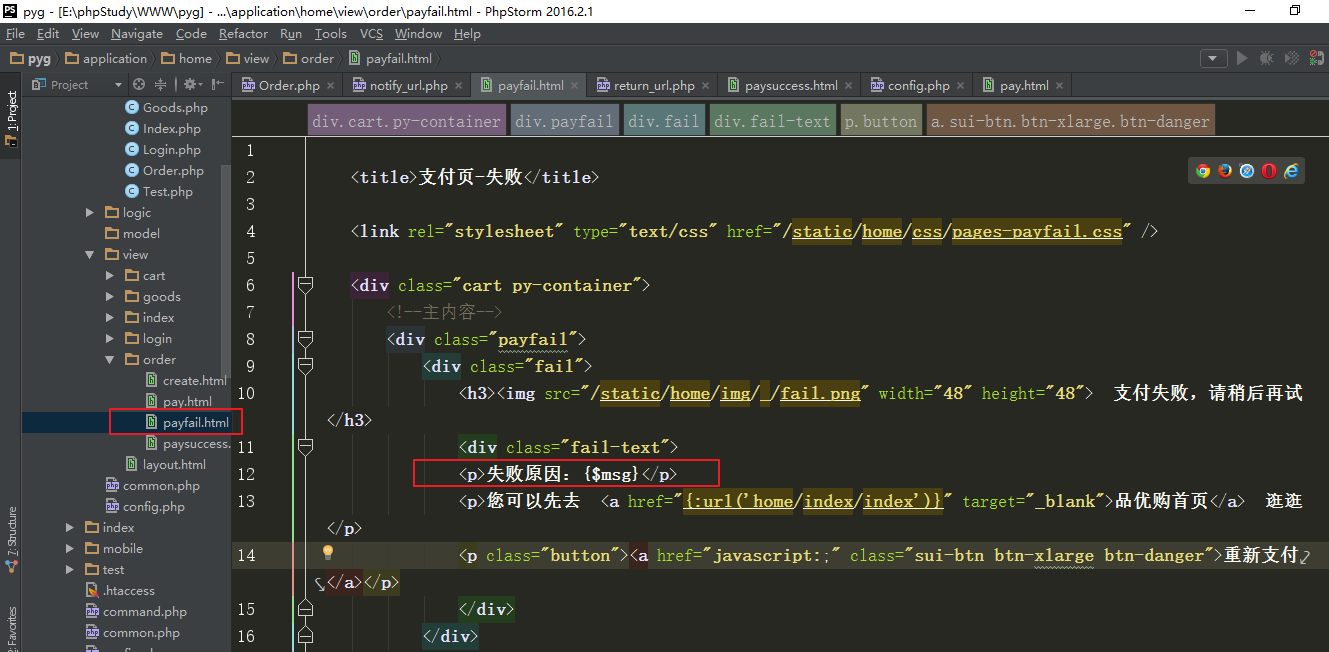 pyg - [E:\phpStudy\WWW\pyg] - ...\application\home\view\order\payfail.html - PhpStorm 2016.2.1
File Edit View Navigate Code Refactor Run Tools VCS Window Help
pyg application home view order payfail.html
Project
Order.php × notify_url.php × payfail.html × return_url.php × paysuccess.html × config.php × pay.html ×
1: Project
7: Structure
Favorites
Goods.php
Index.php
Login.php
Order.php
Test.php
logic
model
view
cart
goods
index
login
order
create.html
pay.html
payfail.html
paysuccess.
layout.html
common.php
config.php
index
mobile
test
.htaccess
command.php
common.php
div.cart.py-container div.payfail div.fail div.fail-text p.button a.sui-btn.btn-xlarge.btn-danger
1
2 <title>支付页-失败</title>
3
4 <link rel="stylesheet" type="text/css" href="/static/home/css/pages-payfail.css" />
5
6 <div class="cart py-container">
7 <!--主内容-->
8 <div class="payfail">
9 <div class="fail">
10 <h3><img src="/static/home/img/_/fail.png" width="48" height="48"> 支付失败，请稍后再试
</h3>
11 <div class="fail-text">
12 <p>失败原因：{$msg}</p>
13 <p>您可以先去 <a href="{:url('home/index/index')}" target="_blank">品优购首页</a> 逛逛
</p>
14 <p class="button"><a href="javascript:;" class="sui-btn btn-xlarge btn-danger">重新支付
</a></p>
15 </div>
16 </div>